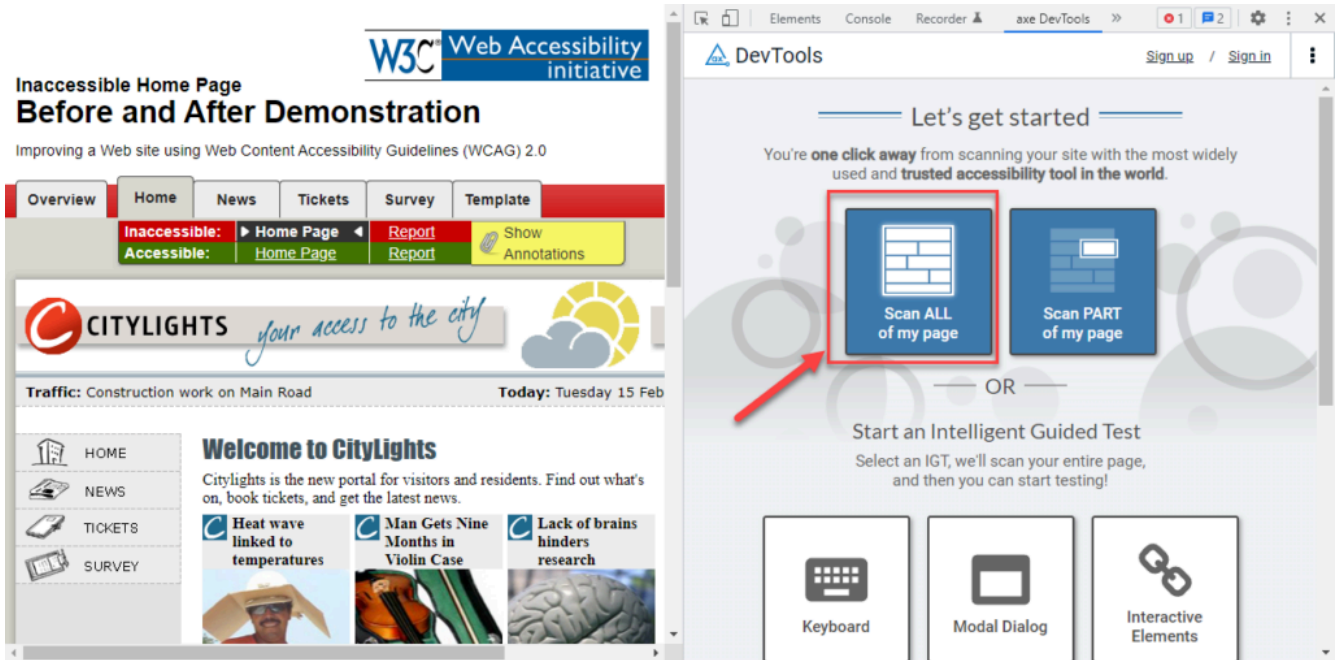 W3C® Web Accessibility
initiative
Inaccessible Home Page
Before and After Demonstration
Improving a Web site using Web Content Accessibility Guidelines (WCAG) 2.0
Overview Home News Tickets Survey Template
Inaccessible: Home Page Report
Accessible: Home Page Report
Show
Annotations
C CITYLIGHTS your access to the city
Traffic: Construction work on Main Road Today: Tuesday 15 Feb
HOME
NEWS
TICKETS
SURVEY
Welcome to CityLights
Citylights is the new portal for visitors and residents. Find out what's
on, book tickets, and get the latest news.
C Heat wave
linked to
temperatures
C Man Gets Nine
Months in
Violin Case
C Lack of brains
hinders
research
Elements Console Recorder axe DevTools » 1 2
ax DevTools Sign up / Sign in
Let's get started
You're one click away from scanning your site with the most widely
used and trusted accessibility tool in the world.
Scan ALL
of my page
Scan PART
of my page
OR
Start an Intelligent Guided Test
Select an IGT, we'll scan your entire page,
and then you can start testing!
Keyboard
Modal Dialog
Interactive
Elements